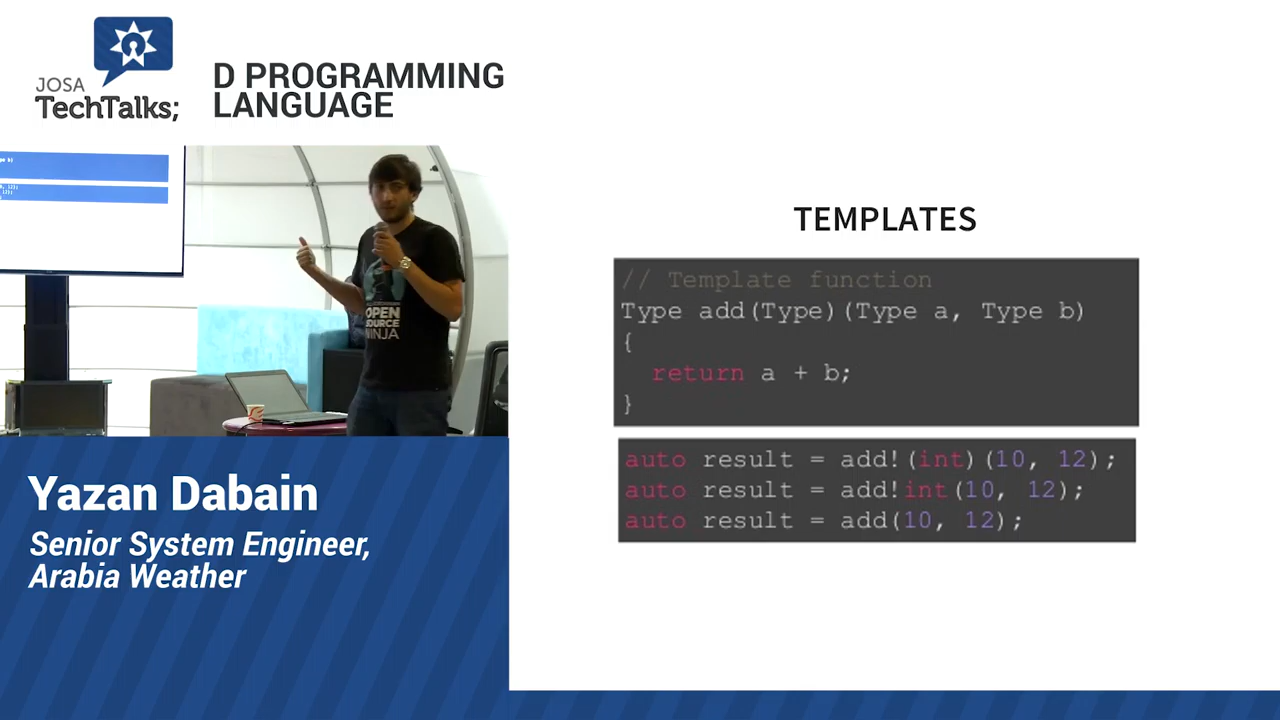 JOSA
TechTalks;
D PROGRAMMING
LANGUAGE
OPEN
SOURCE
NINJA
Yazan Dabain
Senior System Engineer,
Arabia Weather
TEMPLATES
// Template function
Type add(Type)(Type a, Type b)
{
  return a + b;
}
auto result = add!(int)(10, 12);
auto result = add!int(10, 12);
auto result = add(10, 12);